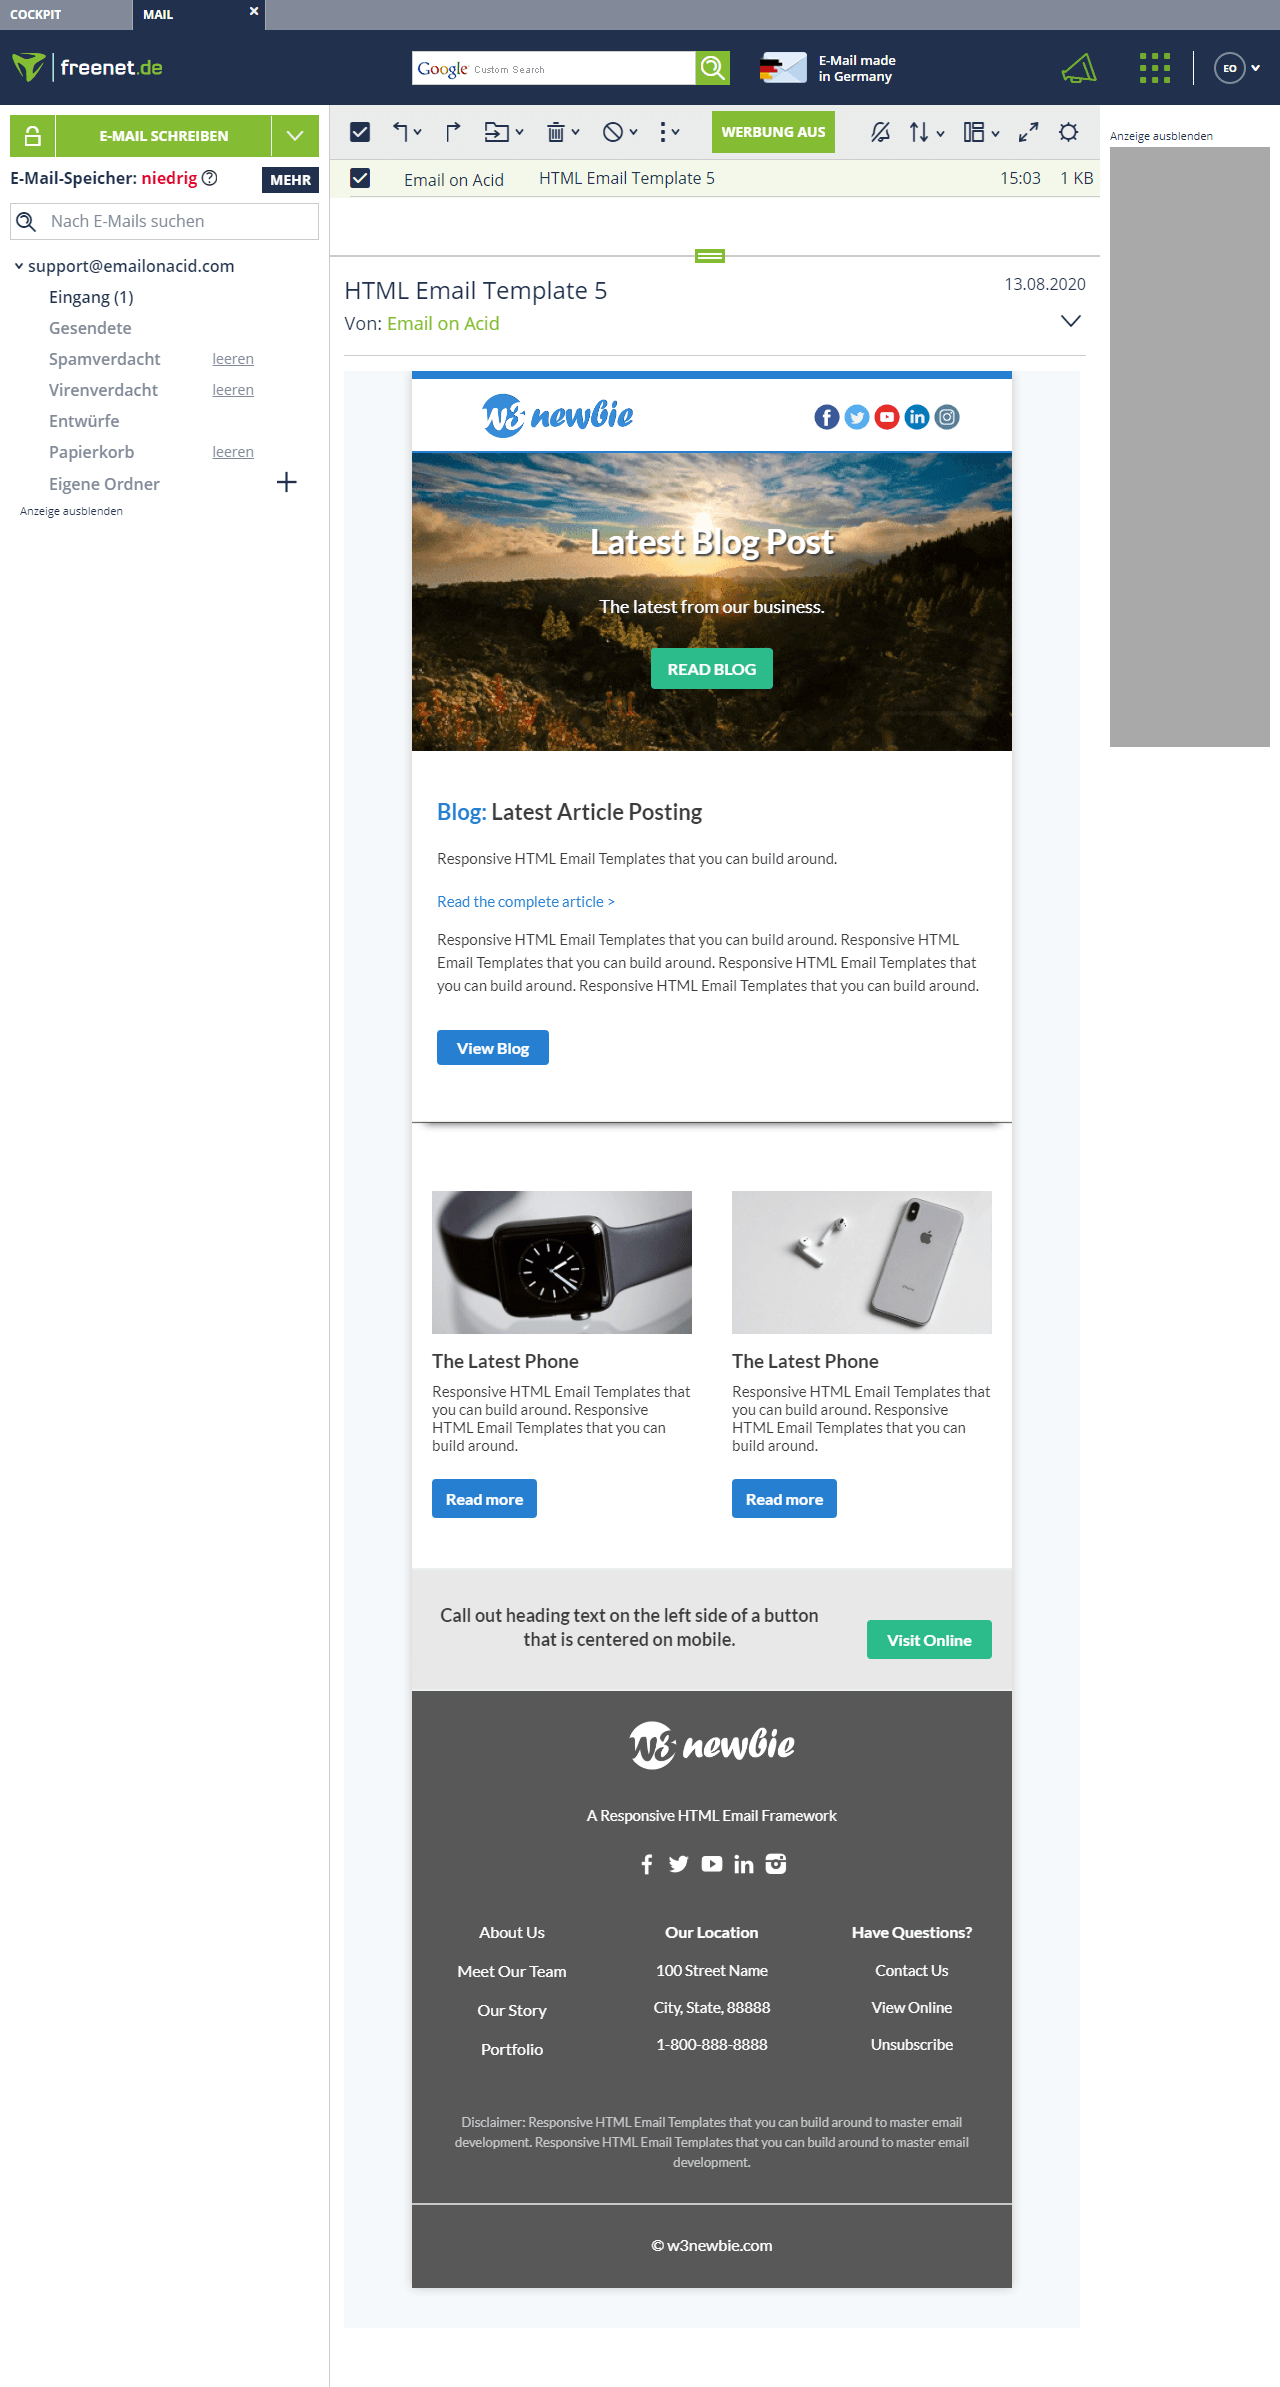 COCKPIT
MAIL
freenet.de
Google Custom Search
E-Mail made
in Germany
EO
E-MAIL SCHREIBEN
WERBUNG AUS
Anzeige ausblenden
E-Mail-Speicher: niedrig
MEHR
Email on Acid
HTML Email Template 5
15:03
1 KB
Nach E-Mails suchen
support@emailonacid.com
Eingang (1)
Gesendete
Spamverdacht leeren
Virenverdacht leeren
Entwürfe
Papierkorb leeren
Eigene Ordner
Anzeige ausblenden
HTML Email Template 5
13.08.2020
Von: Email on Acid
W3 newbie
Latest Blog Post
The latest from our business.
READ BLOG
Blog: Latest Article Posting
Responsive HTML Email Templates that you can build around.
Read the complete article >
Responsive HTML Email Templates that you can build around. Responsive HTML
Email Templates that you can build around. Responsive HTML Email Templates that
you can build around. Responsive HTML Email Templates that you can build around.
View Blog
The Latest Phone
Responsive HTML Email Templates that
you can build around. Responsive
HTML Email Templates that you can
build around.
Read more
The Latest Phone
Responsive HTML Email Templates that
you can build around. Responsive
HTML Email Templates that you can
build around.
Read more
Call out heading text on the left side of a button
that is centered on mobile.
Visit Online
W3 newbie
A Responsive HTML Email Framework
About Us
Meet Our Team
Our Story
Portfolio
Our Location
100 Street Name
City, State, 88888
1-800-888-8888
Have Questions?
Contact Us
View Online
Unsubscribe
Disclaimer: Responsive HTML Email Templates that you can build around to master email
development. Responsive HTML Email Templates that you can build around to master email
development.
© w3newbie.com